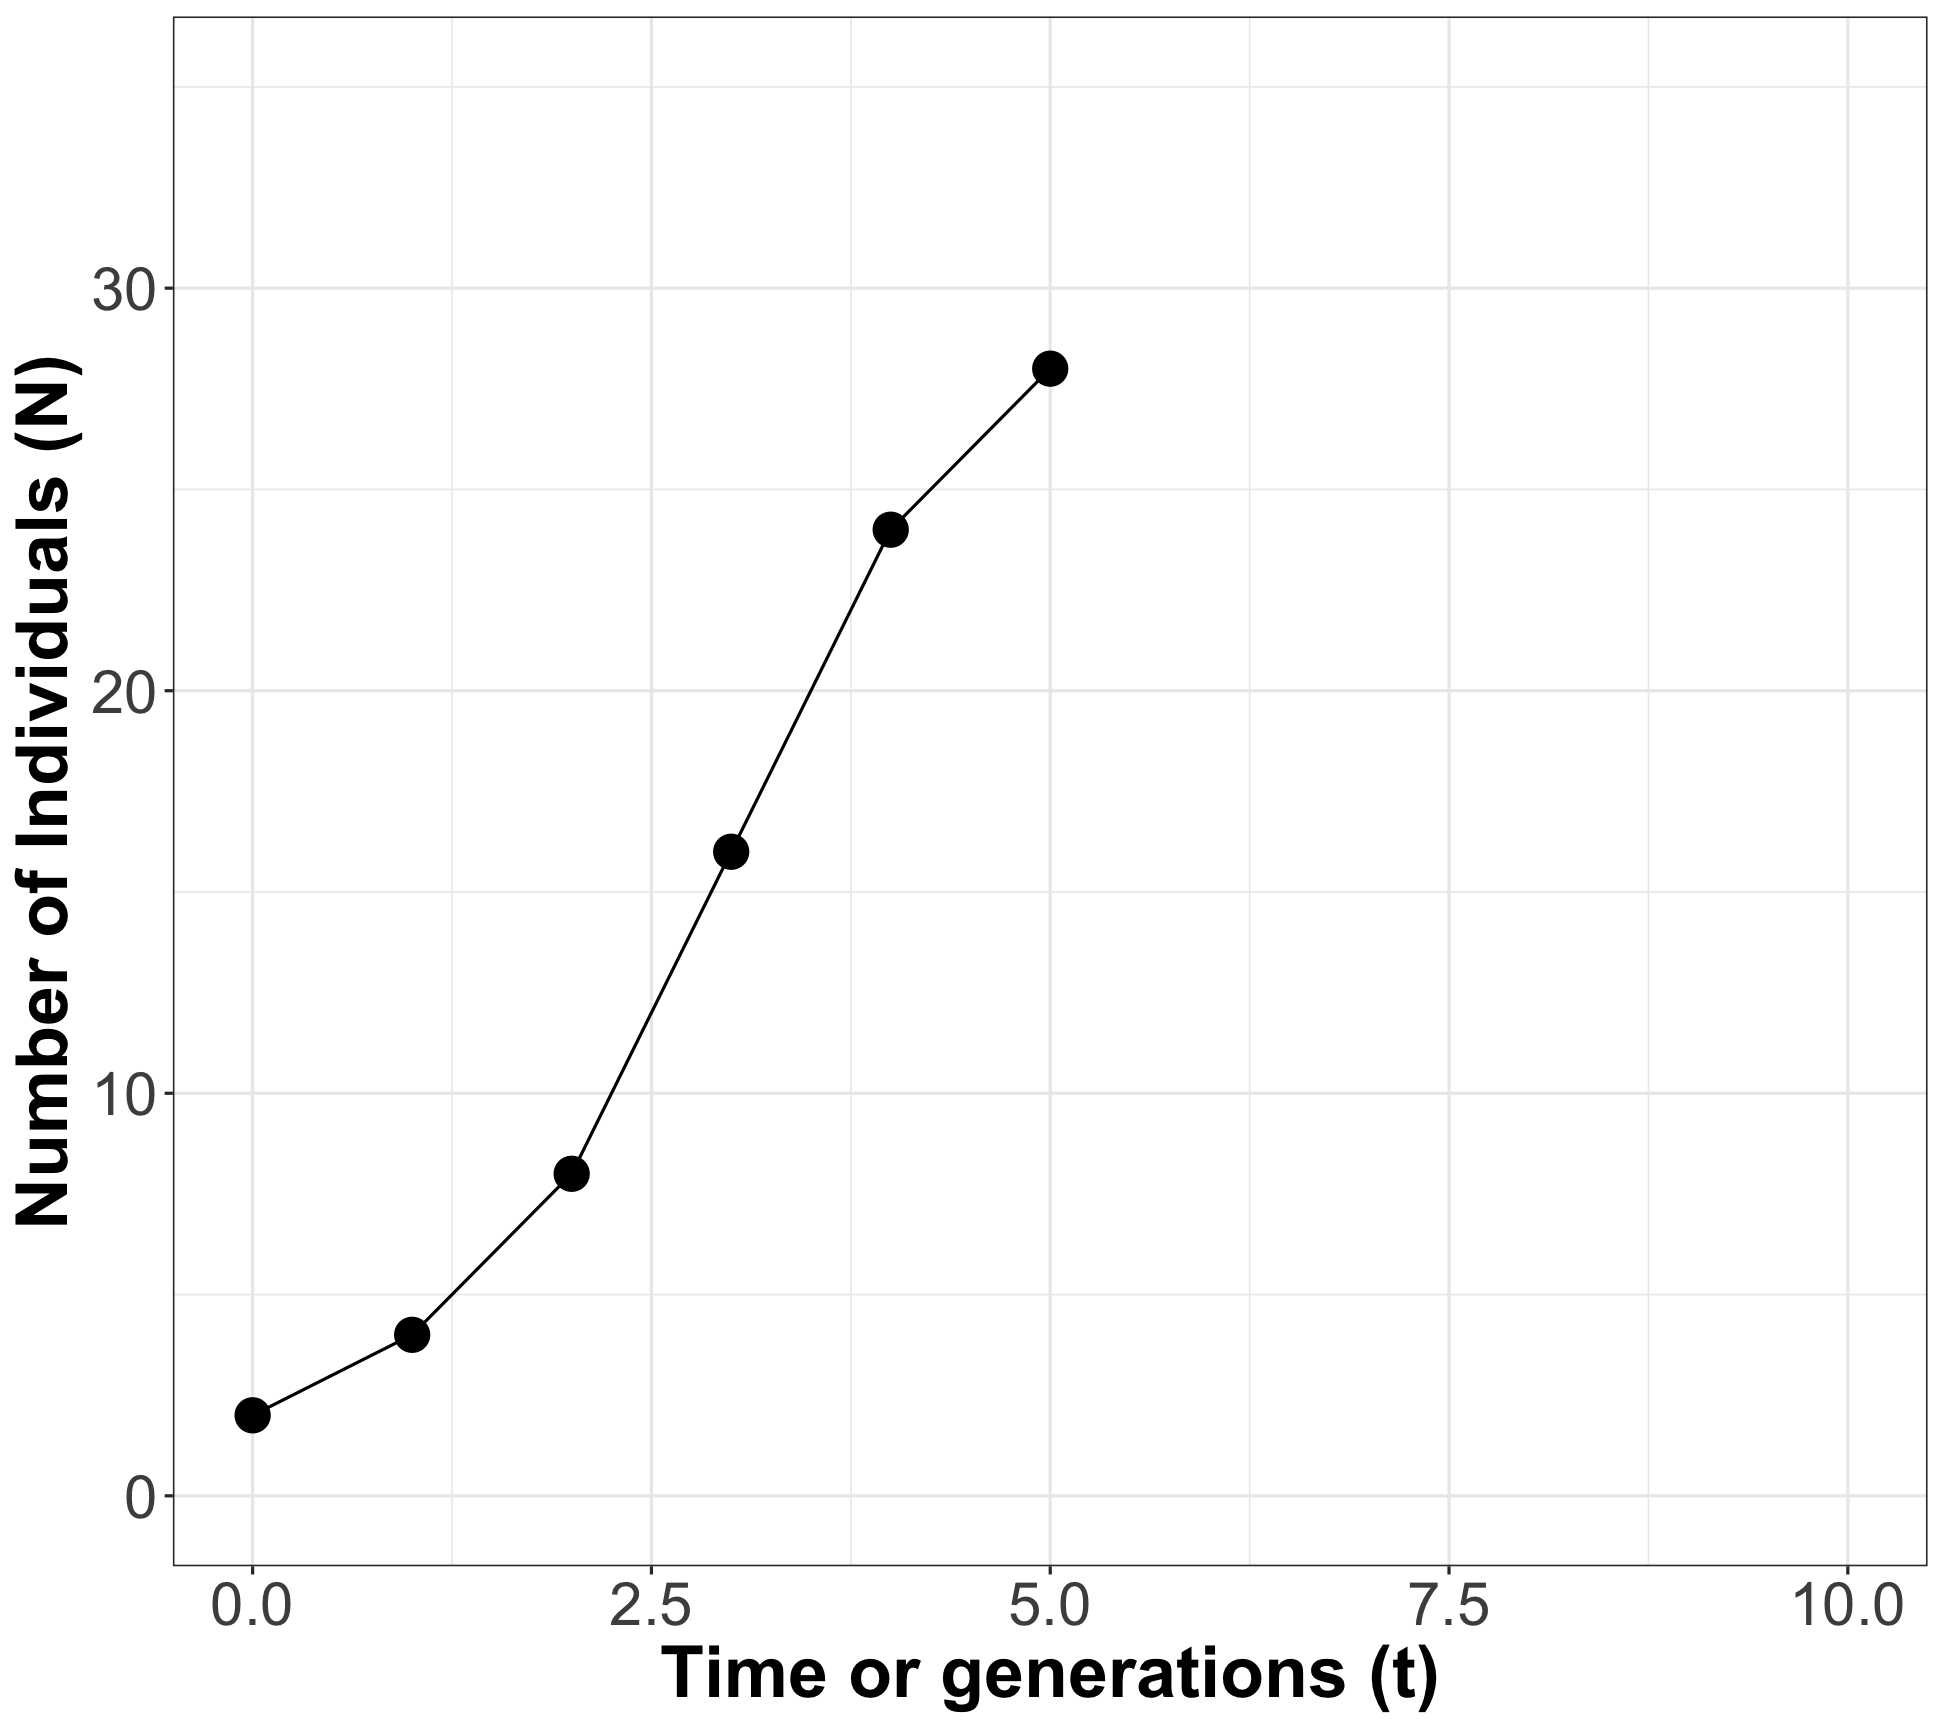 Number of Individuals (N)
30
20
10
0
0.0 2.5 5.0 7.5 10.0
Time or generations (t)